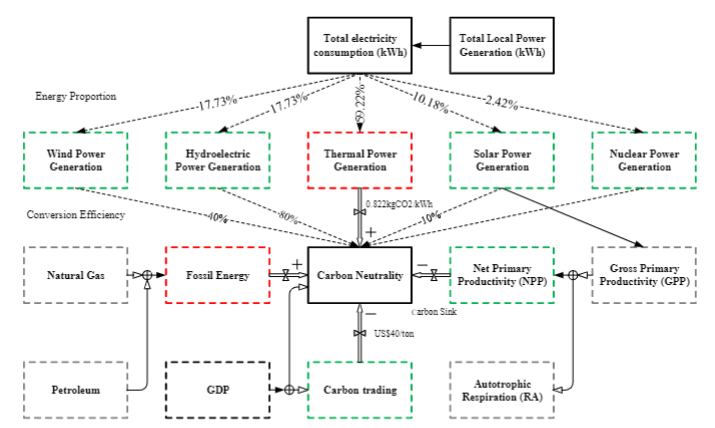 Total electricity
consumption (kWh)
Total Local Power
Generation (kWh)
Energy Proportion
17.73%
17.73%
59.22%
10.18%
2.42%
Wind Power
Generation
Hydroelectric
Power Generation
Thermal Power
Generation
Solar Power
Generation
Nuclear Power
Generation
Conversion Efficiency
40%
80%
0.822kgCO2/kWh
10%
+
Natural Gas
Fossil Energy
+
Carbon Neutrality
−
Net Primary
Productivity (NPP)
Gross Primary
Productivity (GPP)
−
Carbon Sink
US$40/ton
Petroleum
GDP
Carbon trading
Autotrophic
Respiration (RA)